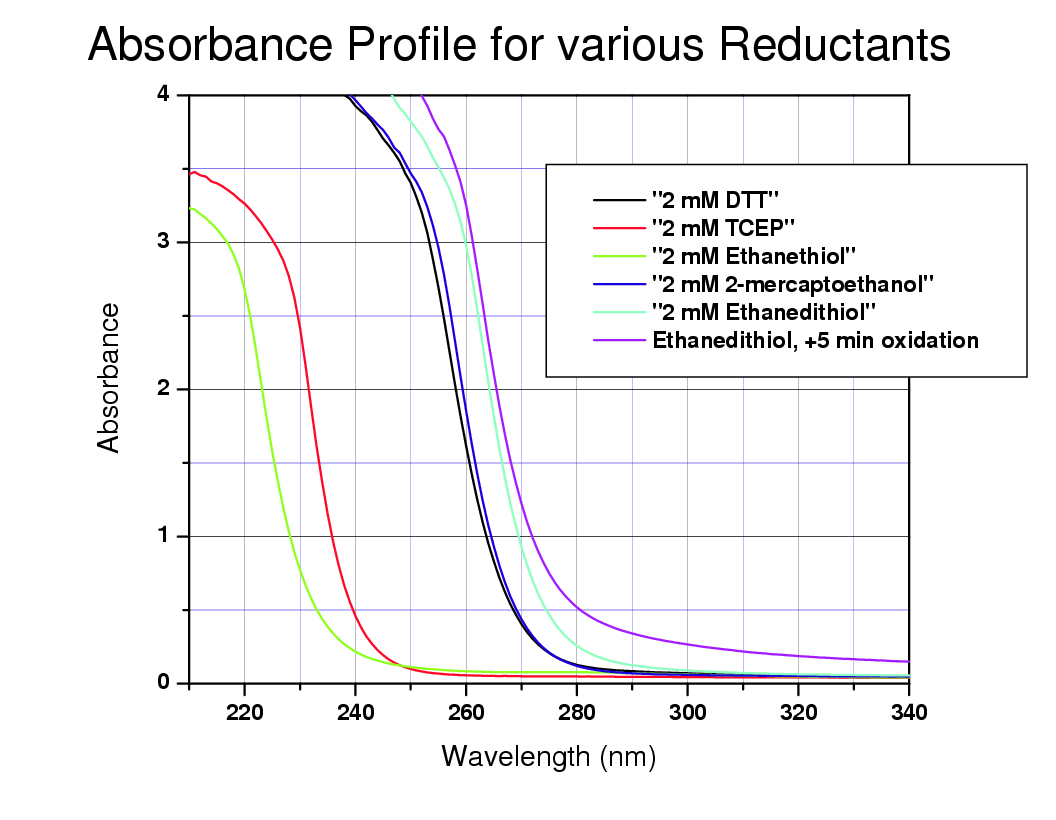 Absorbance Profile for various Reductants
4
3
2
1
0
Absorbance
"2 mM DTT"
"2 mM TCEP"
"2 mM Ethanethiol"
"2 mM 2-mercaptoethanol"
"2 mM Ethanedithiol"
Ethanedithiol, +5 min oxidation
220 240 260 280 300 320 340
Wavelength (nm)